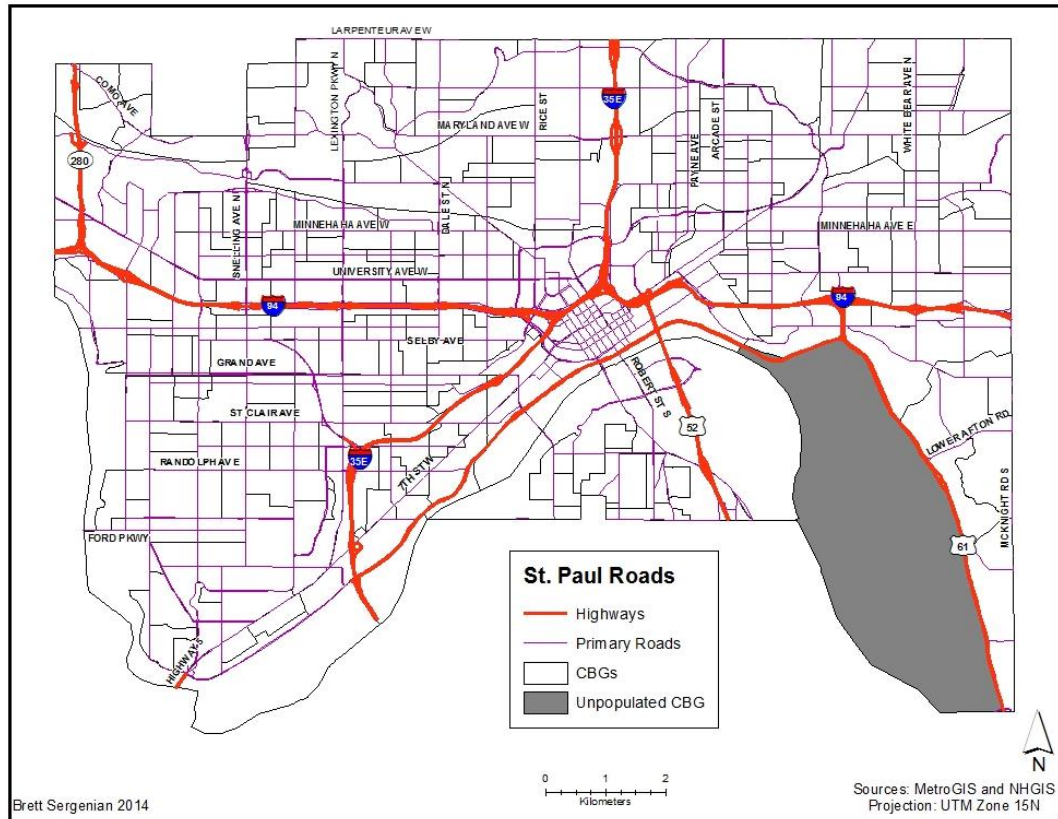 LARPENTEUR AVE W
COMO AVE
LEXINGTON PKWY N
RICE ST
35E
WHITE BEAR AVE N
MARYLAND AVE W
ARCADE ST
PAYNE AVE
280
DALE ST N
SNELLING AVE N
MINNEHAHA AVE W
MINNEHAHA AVE E
UNIVERSITY AVE W
94
94
SELBY AVE
GRAND AVE
ROBERT ST S
ST CLAIR AVE
52
LOWER AFTON RD
RANDOLPH AVE
35E
7TH ST W
MCKNIGHT RD S
FORD PKWY
61
HIGHWAY 5
St. Paul Roads
Highways
Primary Roads
CBGs
Unpopulated CBG
N
0 1 2
Kilometers
Brett Sergenian 2014
Sources: MetroGIS and NHGIS
Projection: UTM Zone 15N